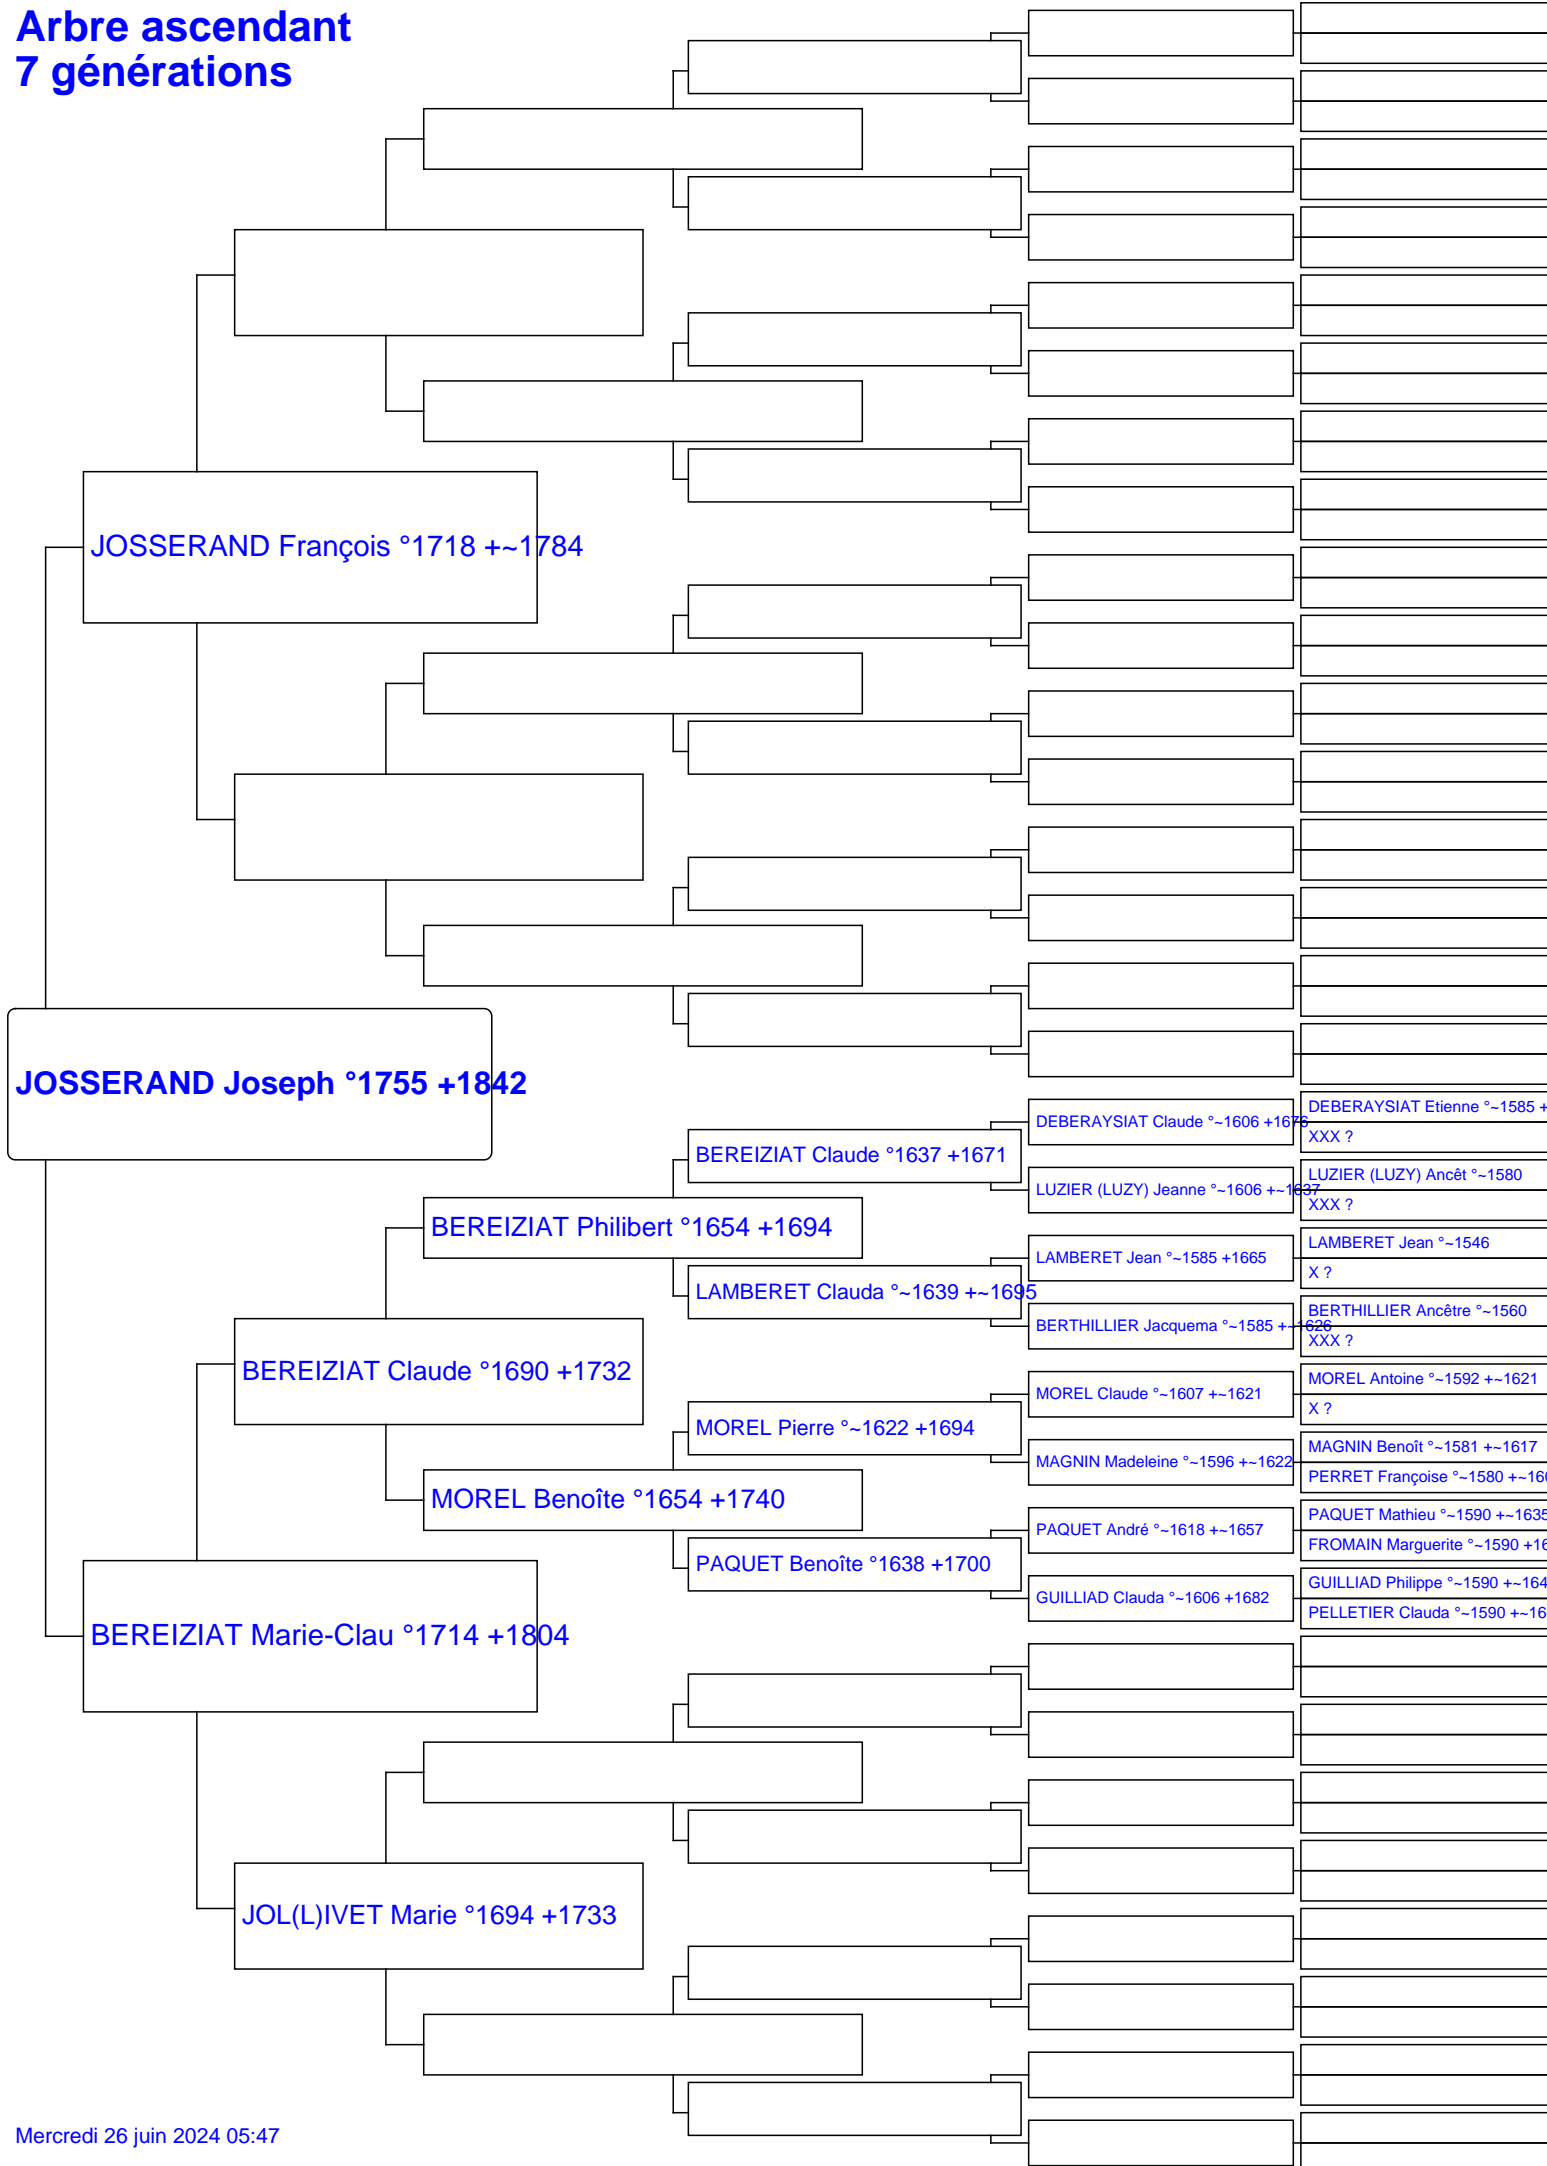 Arbre ascendant
7 générations
JOSSERAND François °1718 +~1784
JOSSERAND Joseph °1755 +1842
DEBERAYSIAT Etienne °~1585 +
DEBERAYSIAT Claude °~1606 +1676
XXX ?
BEREIZIAT Claude °1637 +1671
LUZIER (LUZY) Ancêt °~1580
LUZIER (LUZY) Jeanne °~1606 +~1637
XXX ?
BEREIZIAT Philibert °1654 +1694
LAMBERET Jean °~1546
LAMBERET Jean °~1585 +1665
X ?
LAMBERET Clauda °~1639 +~1695
BERTHILLIER Ancêtre °~1560
BERTHILLIER Jacquema °~1585 +~1626
XXX ?
BEREIZIAT Claude °1690 +1732
MOREL Antoine °~1592 +~1621
MOREL Claude °~1607 +~1621
X ?
MOREL Pierre °~1622 +1694
MAGNIN Benoît °~1581 +~1617
MAGNIN Madeleine °~1596 +~1622
PERRET Françoise °~1580 +~160
MOREL Benoîte °1654 +1740
PAQUET Mathieu °~1590 +~1635
PAQUET André °~1618 +~1657
FROMAIN Marguerite °~1590 +16
PAQUET Benoîte °1638 +1700
GUILLIAD Philippe °~1590 +~164
GUILLIAD Clauda °~1606 +1682
PELLETIER Clauda °~1590 +~16
BEREIZIAT Marie-Clau °1714 +1804
JOL(L)IVET Marie °1694 +1733
Mercredi 26 juin 2024 05:47